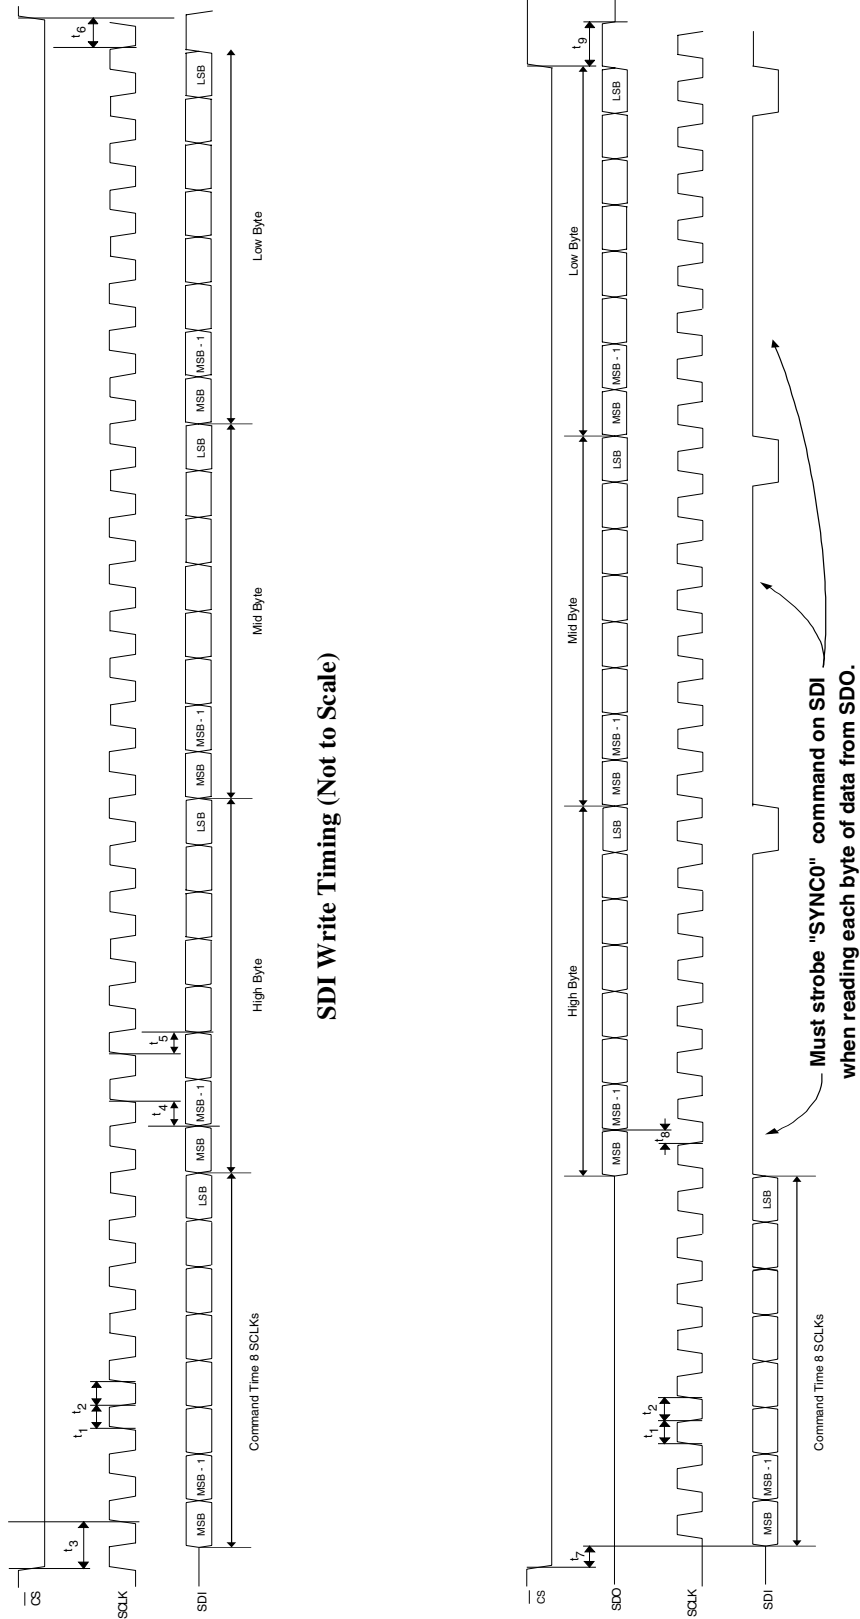 CS
t3 t1 t2 t6
SCLK
t4 t5
SDI MSB MSB - 1 LSB MSB MSB - 1 LSB MSB MSB - 1 LSB MSB MSB - 1 LSB
Command Time 8 SCLKs High Byte Mid Byte Low Byte
SDI Write Timing (Not to Scale)
CS
t7 High Byte Mid Byte Low Byte t9
SDO MSB MSB - 1 LSB MSB MSB - 1 LSB MSB MSB - 1 LSB
t1 t2 t8
SCLK
SDI MSB MSB - 1 LSB
Command Time 8 SCLKs
Must strobe "SYNC0" command on SDI
when reading each byte of data from SDO.